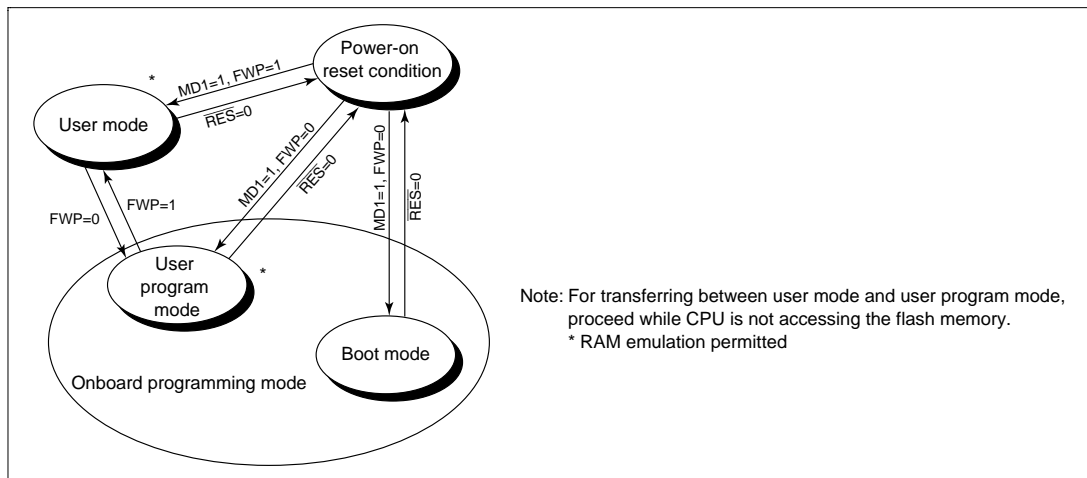 Power-on
reset condition
*
MD1=1, FWP=1
RES=0
User mode
MD1=1, FWP=0
RES=0
MD1=1, FWP=0
RES=0
FWP=0
FWP=1
User
program
mode
*
Boot mode
Onboard programming mode
Note: For transferring between user mode and user program mode,
proceed while CPU is not accessing the flash memory.
* RAM emulation permitted